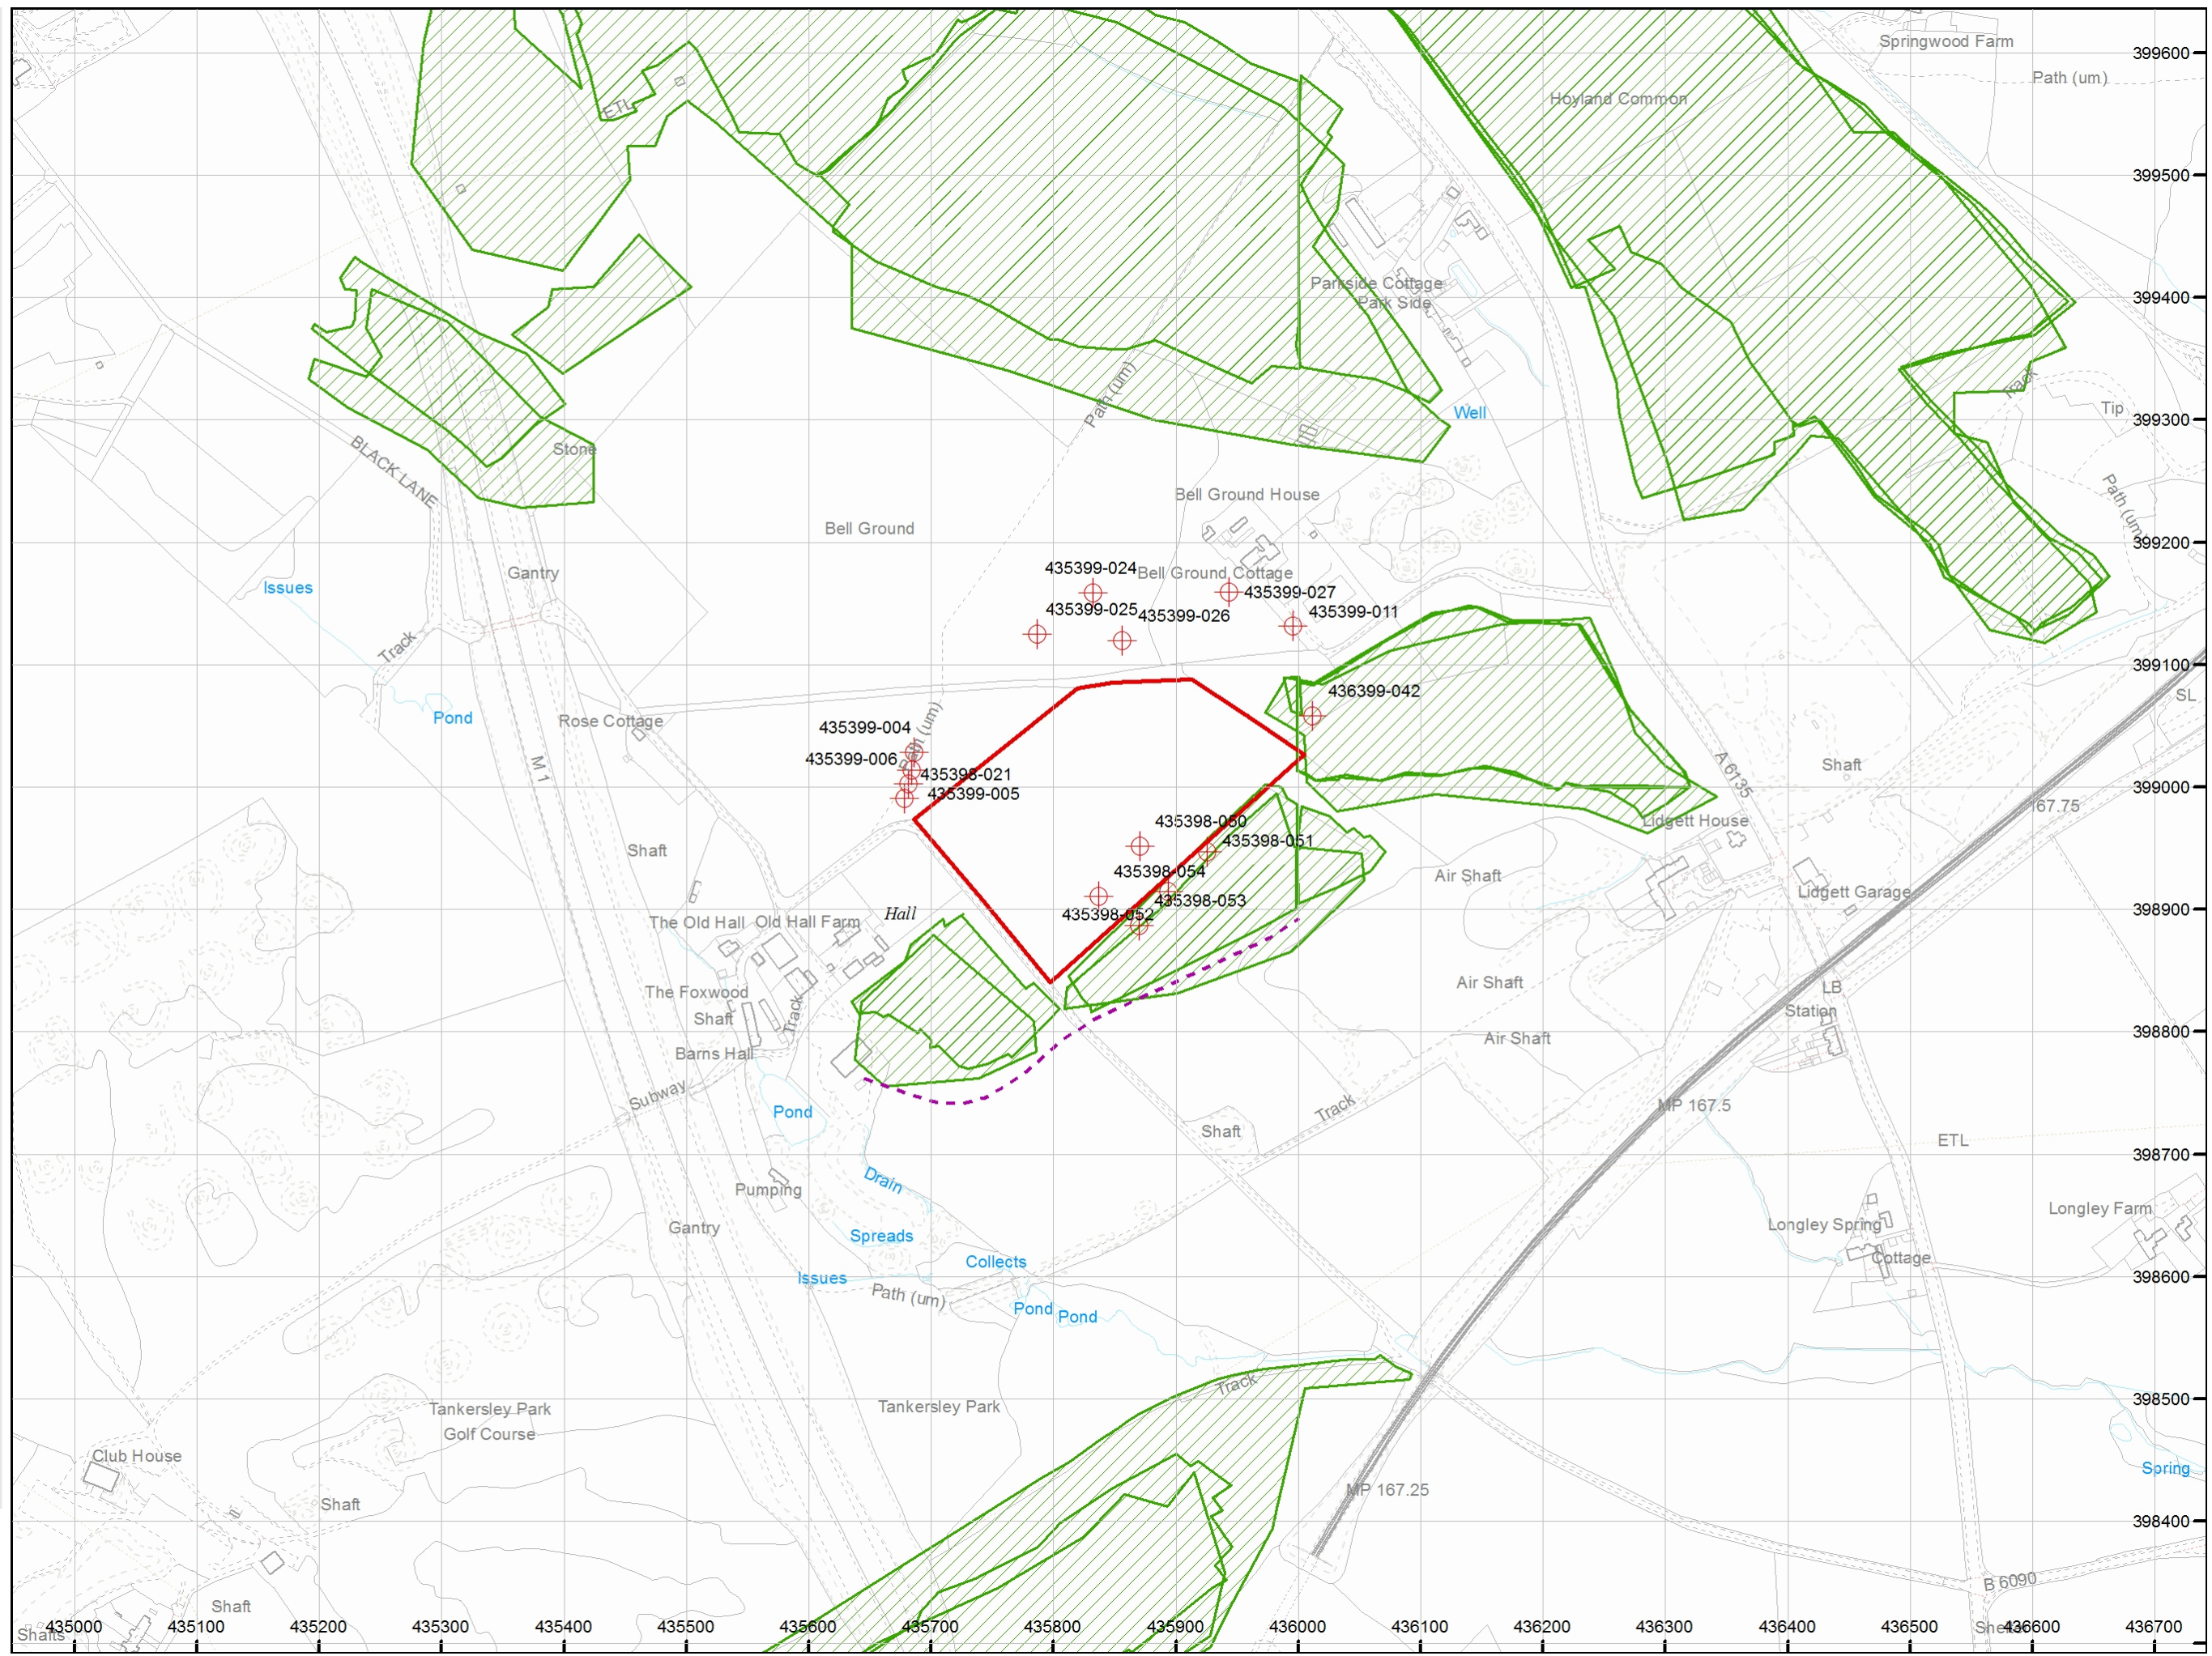 Springwood Farm
399600
Path (um)
Hoyland Common
ETL
399500
Parkside Cottage
Park Side
399400
Path (um)
Track
Tip
Well
399300
BLACK LANE
Stone
Bell Ground House
Path (um)
Bell Ground
399200
Gantry
435399-024
Bell Ground Cottage
Issues
435399-027
435399-025
435399-026
435399-011
Track
399100
436399-042
SL
Pond
Rose Cottage
435399-004
Path (um)
M 1
435399-006
A 6135
Shaft
435398-021
399000
435399-005
167.75
435398-050
Lidgett House
435398-051
Shaft
435398-054
Air Shaft
Lidgett Garage
435398-053
398900
Hall
435398-052
The Old Hall
Old Hall Farm
The Foxwood
Air Shaft
LB
Shaft
Track
Station
Barns Hall
Air Shaft
398800
Subway
Pond
Track
MP 167.5
Shaft
ETL
398700
Drain
Pumping
Longley Farm
Gantry
Spreads
Longley Spring
Collects
Cottage
Issues
398600
Path (um)
Pond
Pond
Track
398500
Tankersley Park
Golf Course
Tankersley Park
Club House
Spring
Shaft
MP 167.25
398400
B 6090
Shaft
Shafts
435000
435100
435200
435300
435400
435500
435600
435700
435800
435900
436000
436100
436200
436300
436400
436500
436600
436700